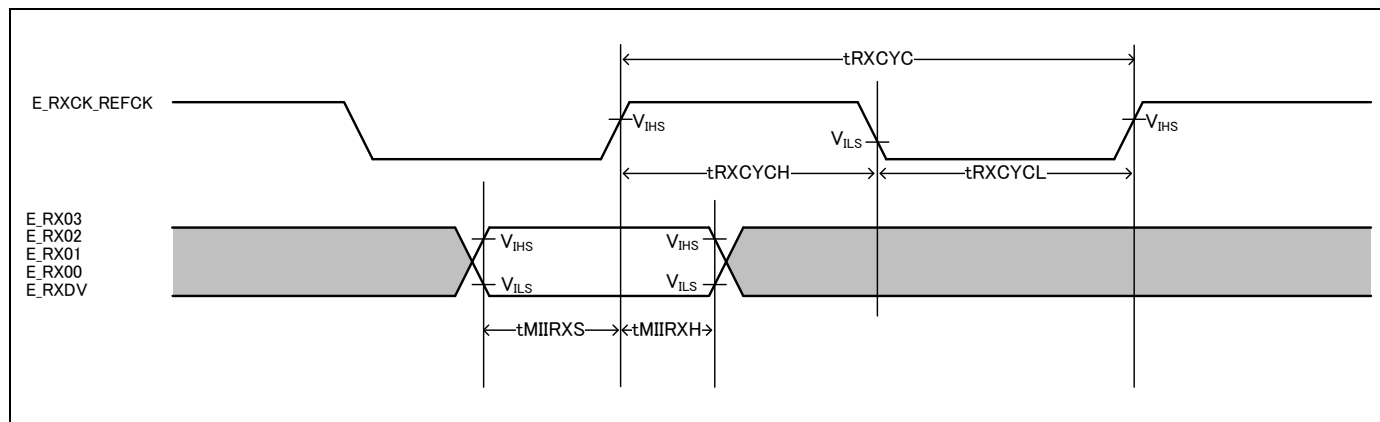 tRXCYC
E_RXCK_REFCK
VIHS
VILS
VIHS
tRXCYCH
tRXCYCL
E_RX03
E_RX02
E_RX01
E_RX00
E_RXDV
VIHS
VIHS
VILS
VILS
tMIIRXS
tMIIRXH